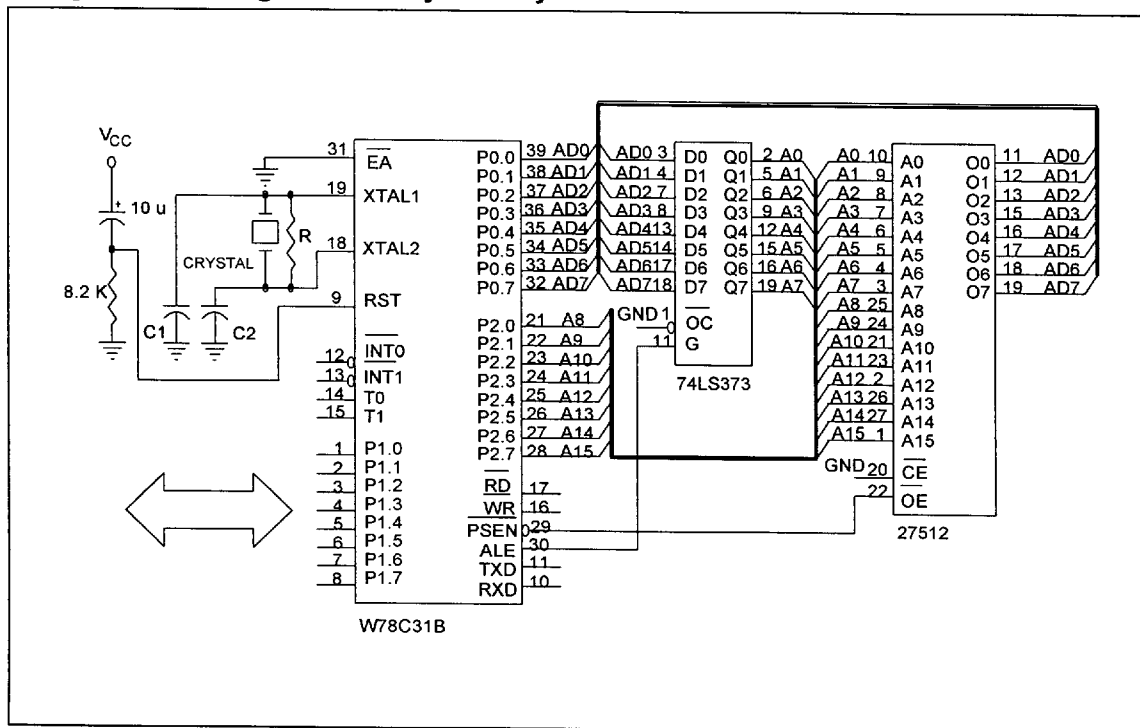 VCC
10 u
8.2 K
C1
C2
CRYSTAL
R
31 EA
19 XTAL1
18 XTAL2
9 RST
12 INT0
13 INT1
14 T0
15 T1
1 P1.0
2 P1.1
3 P1.2
4 P1.3
5 P1.4
6 P1.5
7 P1.6
8 P1.7
P0.0 39 AD0
P0.1 38 AD1
P0.2 37 AD2
P0.3 36 AD3
P0.4 35 AD4
P0.5 34 AD5
P0.6 33 AD6
P0.7 32 AD7
P2.0 21 A8
P2.1 22 A9
P2.2 23 A10
P2.3 24 A11
P2.4 25 A12
P2.5 26 A13
P2.6 27 A14
P2.7 28 A15
RD 17
WR 16
PSEN 29
ALE 30
TXD 11
RXD 10
W78C31B
AD0 3 D0 Q0 2 A0
AD1 4 D1 Q1 5 A1
AD2 7 D2 Q2 6 A2
AD3 8 D3 Q3 9 A3
AD4 13 D4 Q4 12 A4
AD5 14 D5 Q5 15 A5
AD6 17 D6 Q6 16 A6
AD7 18 D7 Q7 19 A7
GND 1 OC
11 G
74LS373
A0 10 A0 O0 11 AD0
A1 9 A1 O1 12 AD1
A2 8 A2 O2 13 AD2
A3 7 A3 O3 15 AD3
A4 6 A4 O4 16 AD4
A5 5 A5 O5 17 AD5
A6 4 A6 O6 18 AD6
A7 3 A7 O7 19 AD7
A8 25 A8
A9 24 A9
A10 21 A10
A11 23 A11
A12 2 A12
A13 26 A13
A14 27 A14
A15 1 A15
GND 20 CE
22 OE
27512